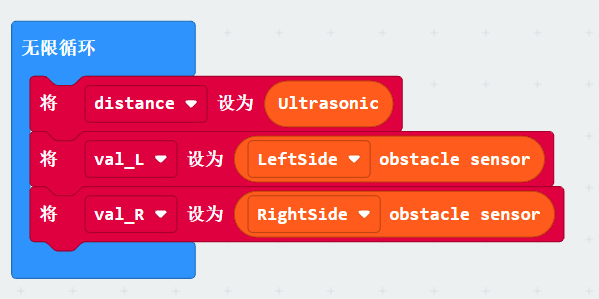 无限循环
将 distance 设为 Ultrasonic
将 val_L 设为 LeftSide obstacle sensor
将 val_R 设为 RightSide obstacle sensor